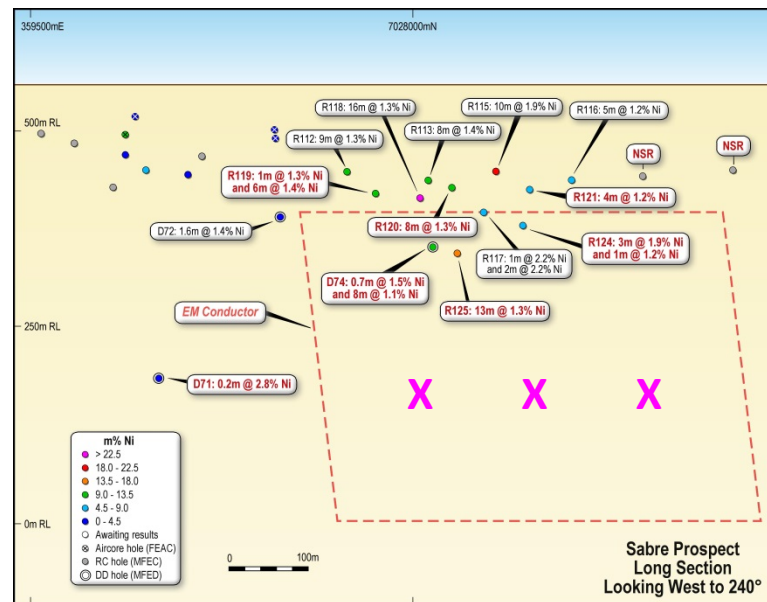 359500mE
7028000mN
500m RL
250m RL
0m RL
R118: 16m @ 1.3% Ni
R115: 10m @ 1.9% Ni
R116: 5m @ 1.2% Ni
R112: 9m @ 1.3% Ni
R113: 8m @ 1.4% Ni
NSR
NSR
R119: 1m @ 1.3% Ni
and 6m @ 1.4% Ni
R121: 4m @ 1.2% Ni
D72: 1.6m @ 1.4% Ni
R120: 8m @ 1.3% Ni
R117: 1m @ 2.2% Ni
and 2m @ 2.2% Ni
R124: 3m @ 1.9% Ni
and 1m @ 1.2% Ni
D74: 0.7m @ 1.5% Ni
and 8m @ 1.1% Ni
R125: 13m @ 1.3% Ni
EM Conductor
D71: 0.2m @ 2.8% Ni
X X X
m% Ni
> 22.5
18.0 - 22.5
13.5 - 18.0
9.0 - 13.5
4.5 - 9.0
0 - 4.5
Awaiting results
Aircore hole (FEAC)
RC hole (MFEC)
DD hole (MFED)
0 100m
Sabre Prospect
Long Section
Looking West to 240°